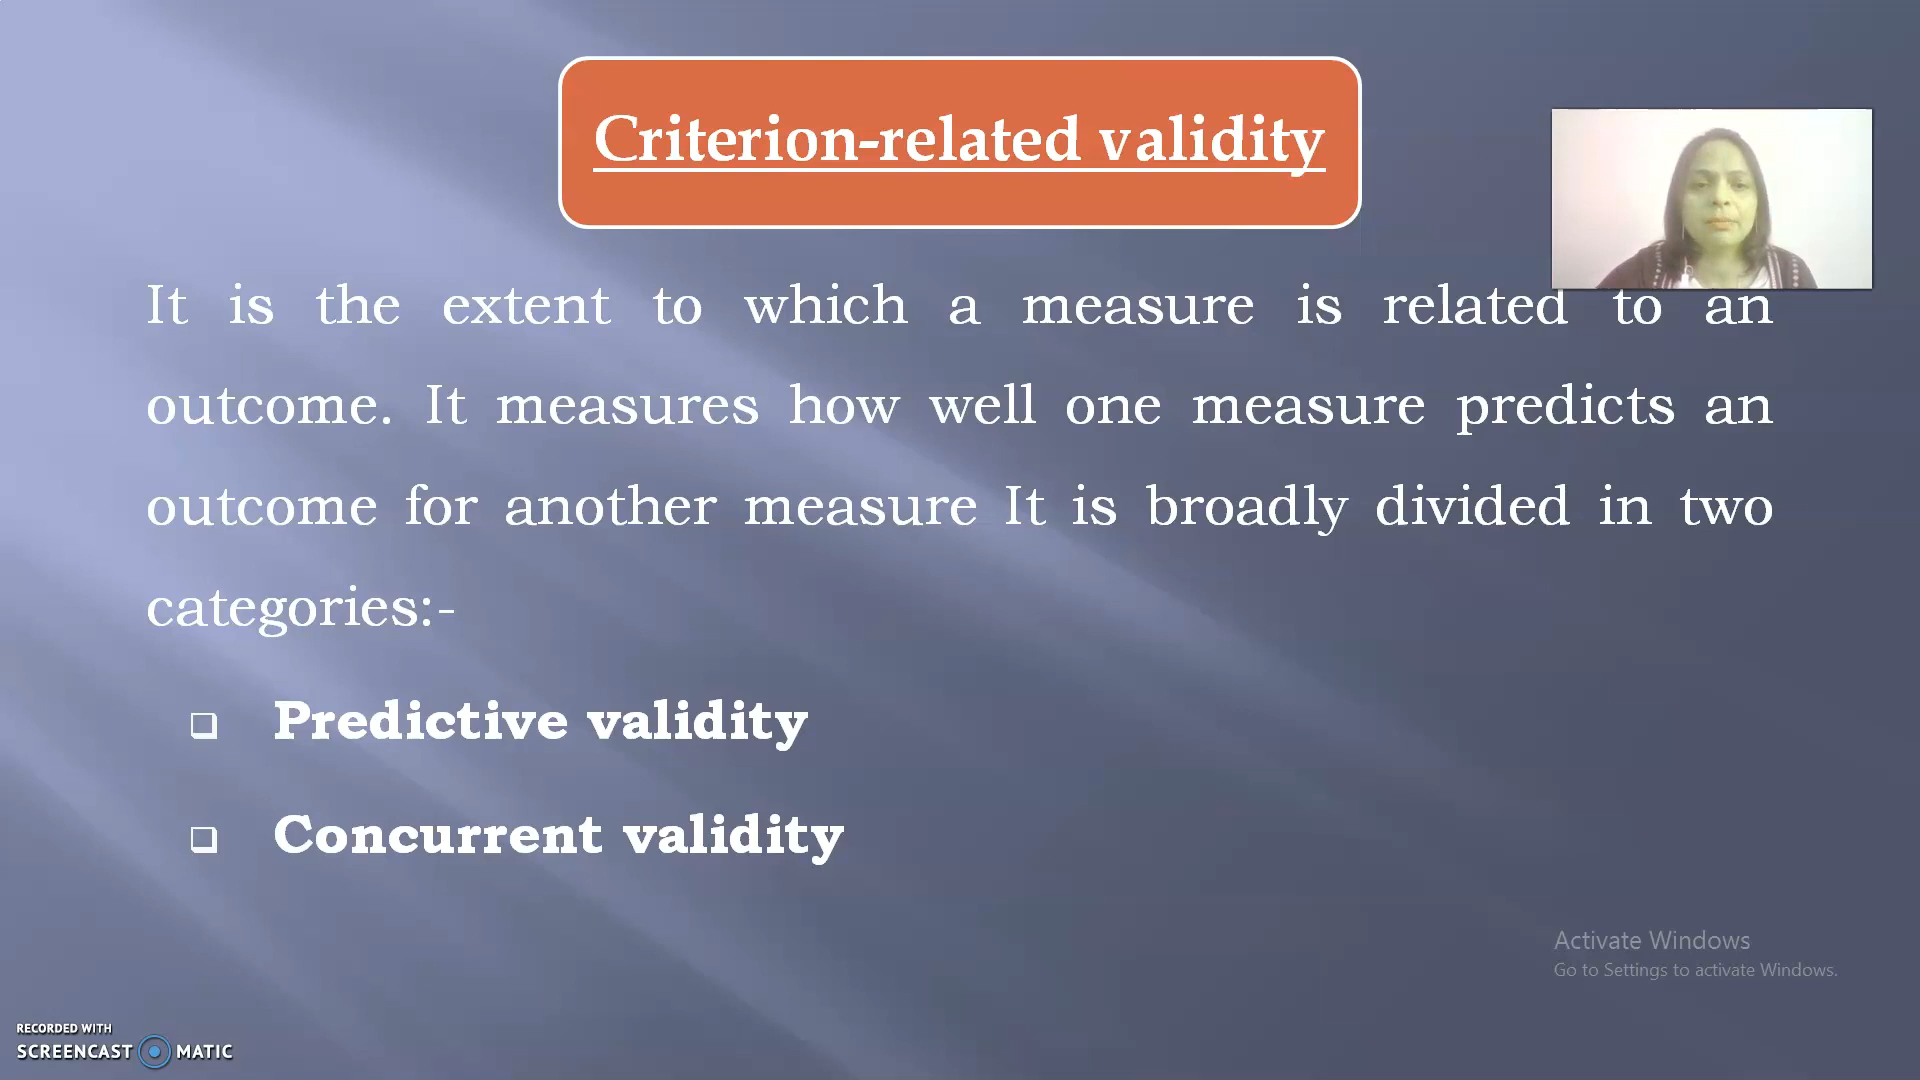 Criterion-related validity
It is the extent to which a measure is related to an
outcome. It measures how well one measure predicts an
outcome for another measure It is broadly divided in two
categories:-
❑ Predictive validity
❑ Concurrent validity
Activate Windows
Go to Settings to activate Windows.
RECORDED WITH
SCREENCAST MATIC